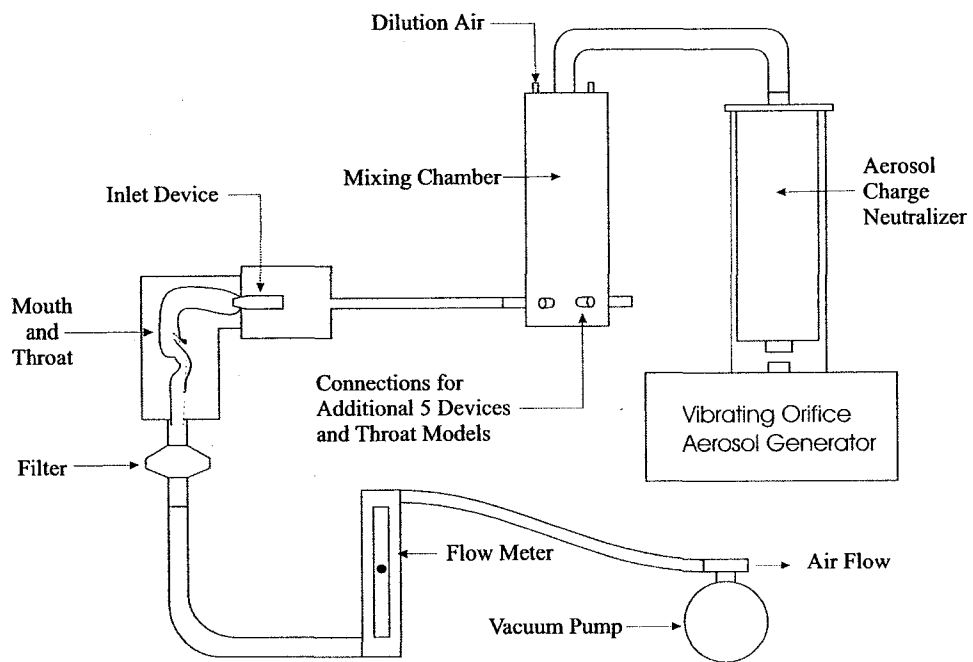 Dilution Air
Mixing Chamber
Aerosol
Charge
Neutralizer
Inlet Device
Mouth
and
Throat
Connections for
Additional 5 Devices
and Throat Models
Vibrating Orifice
Aerosol Generator
Filter
Flow Meter
Air Flow
Vacuum Pump